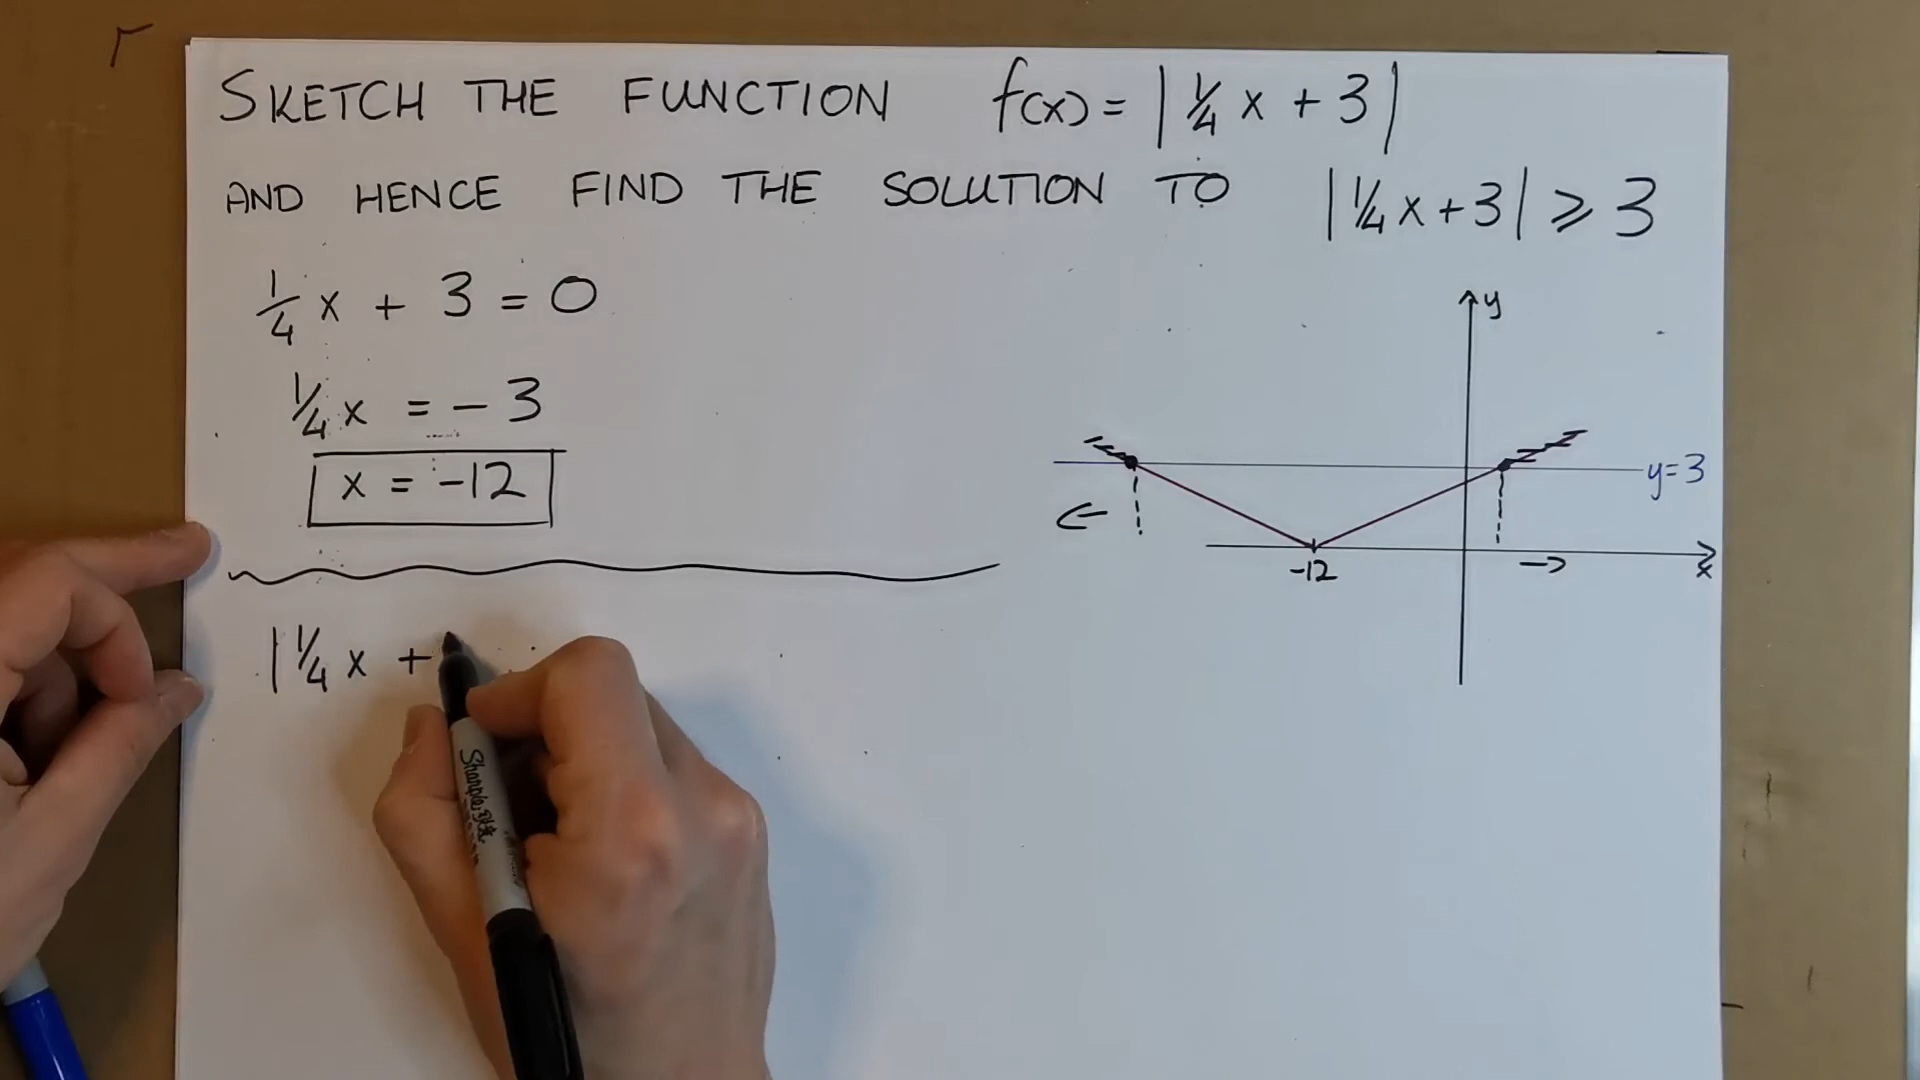 SKETCH THE FUNCTION f(x) = |¼x + 3|
AND HENCE FIND THE SOLUTION TO |¼x+3| ⩾ 3
¼x + 3 = 0
¼x = -3
x = -12
|¼x +
y
y=3
-12
x
Sharpie